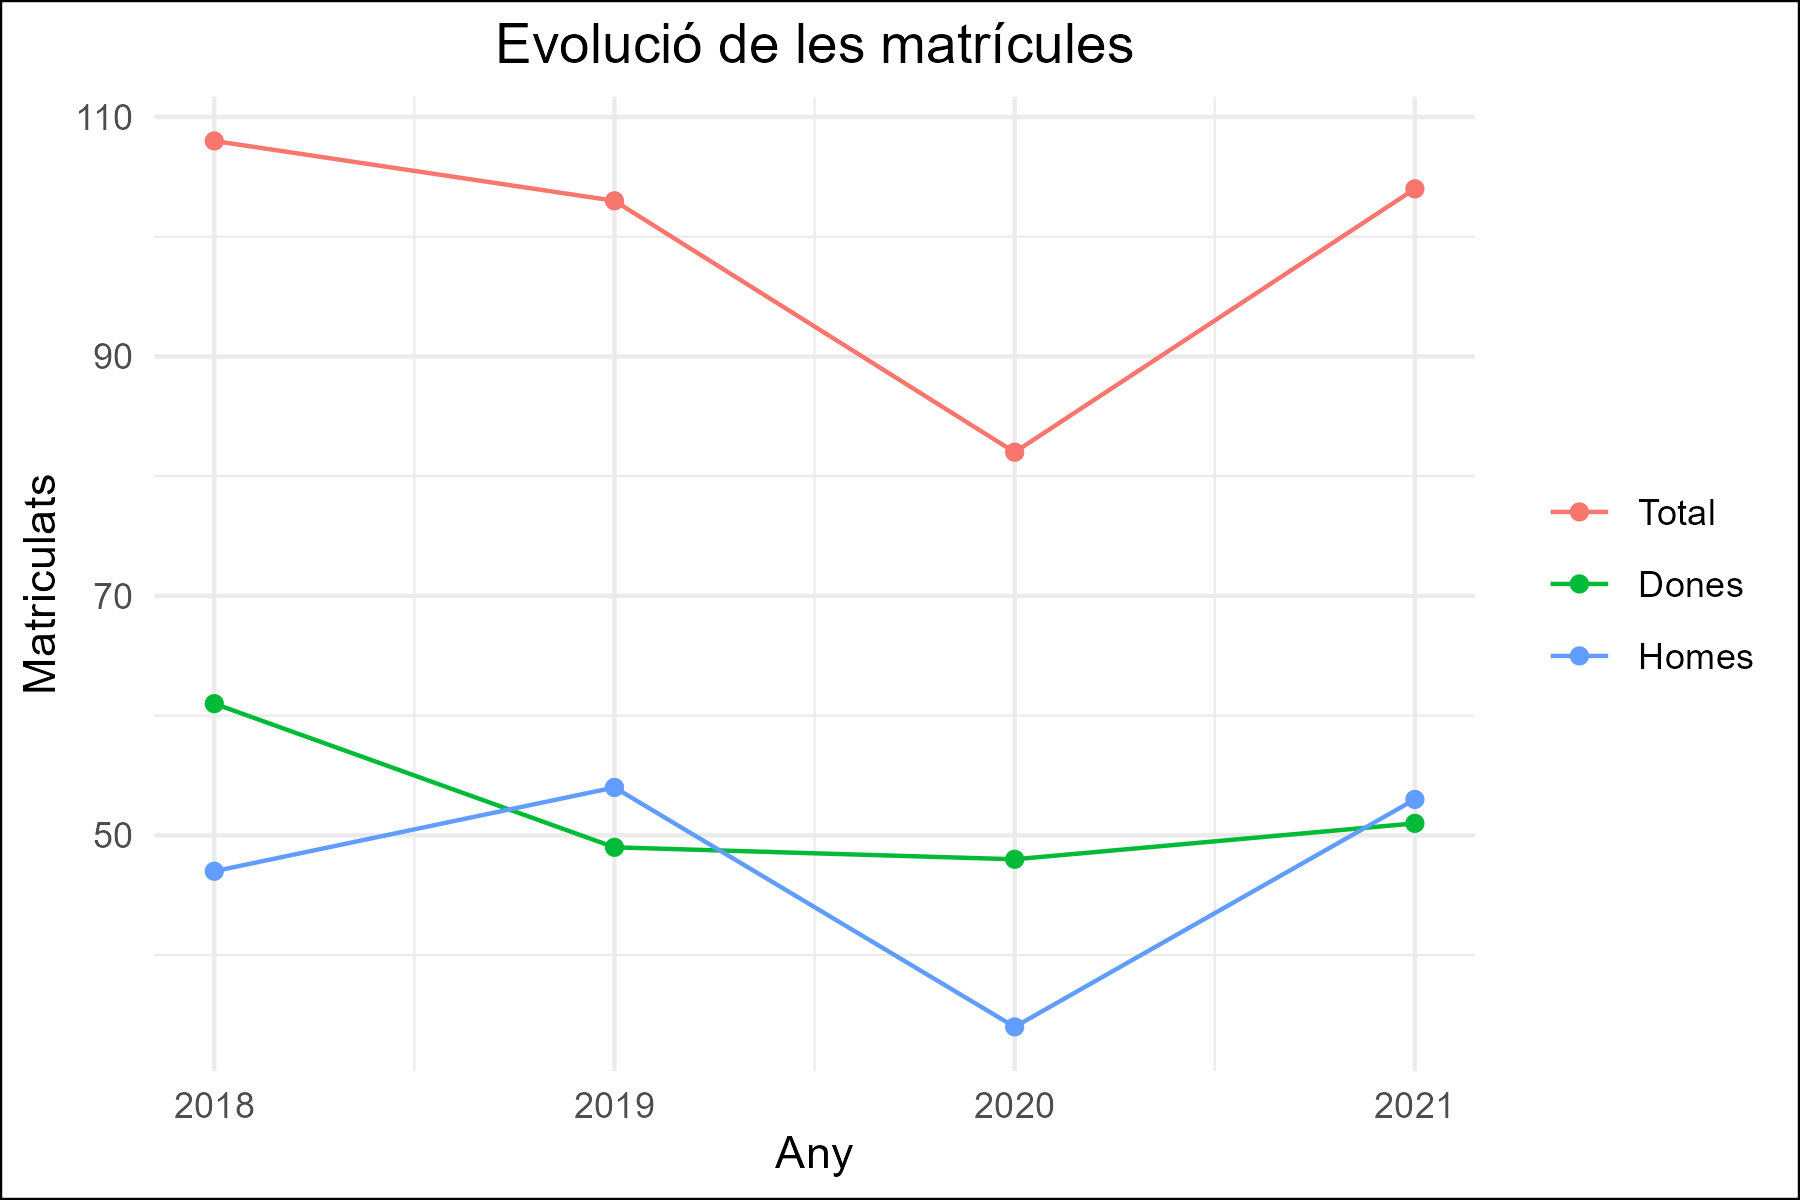 Evolució de les matrícules
110
90
70
50
Matriculats
2018
2019
2020
2021
Any
Total
Dones
Homes